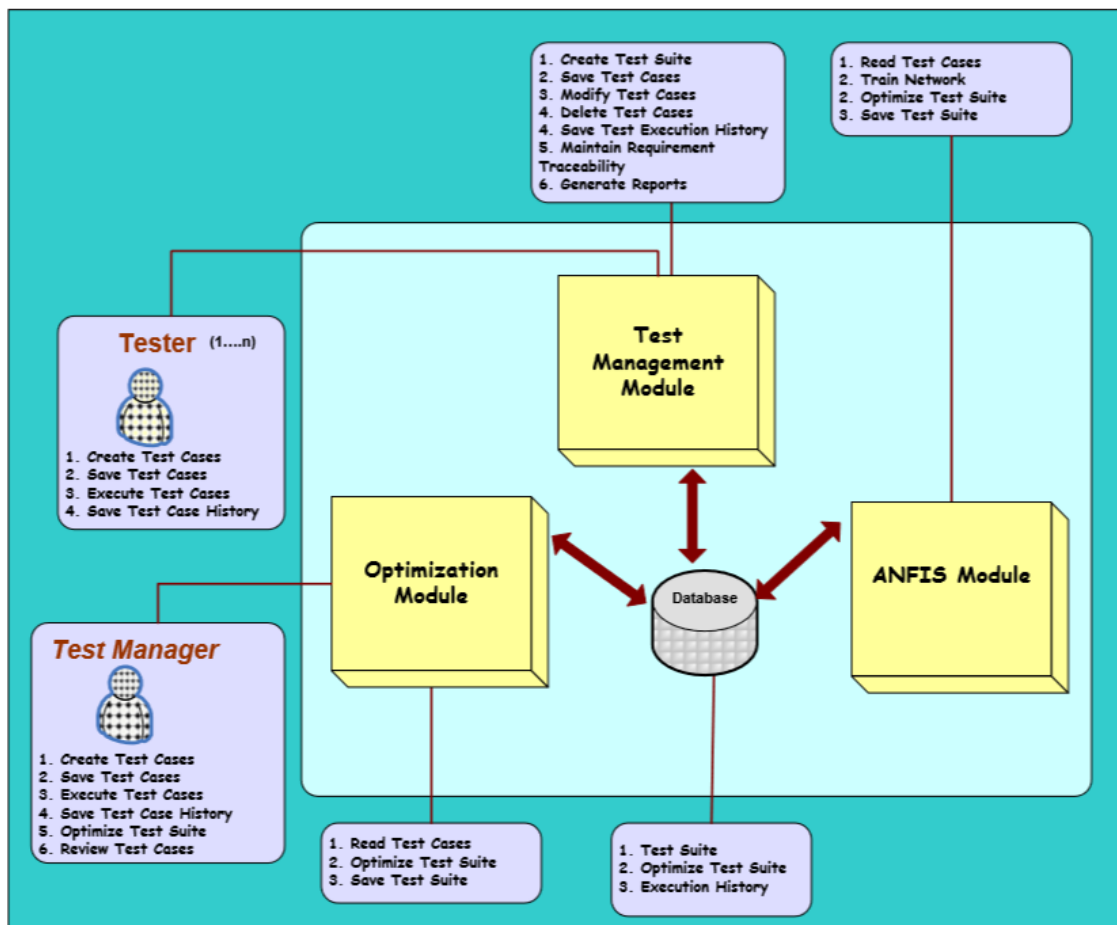 1. Create Test Suite
2. Save Test Cases
3. Modify Test Cases
4. Delete Test Cases
4. Save Test Execution History
5. Maintain Requirement
Traceability
6. Generate Reports
1. Read Test Cases
2. Train Network
2. Optimize Test Suite
3. Save Test Suite
Tester (1....n)
1. Create Test Cases
2. Save Test Cases
3. Execute Test Cases
4. Save Test Case History
Test
Management
Module
Optimization
Module
Database
ANFIS Module
Test Manager
1. Create Test Cases
2. Save Test Cases
3. Execute Test Cases
4. Save Test Case History
5. Optimize Test Suite
6. Review Test Cases
1. Read Test Cases
2. Optimize Test Suite
3. Save Test Suite
1. Test Suite
2. Optimize Test Suite
3. Execution History